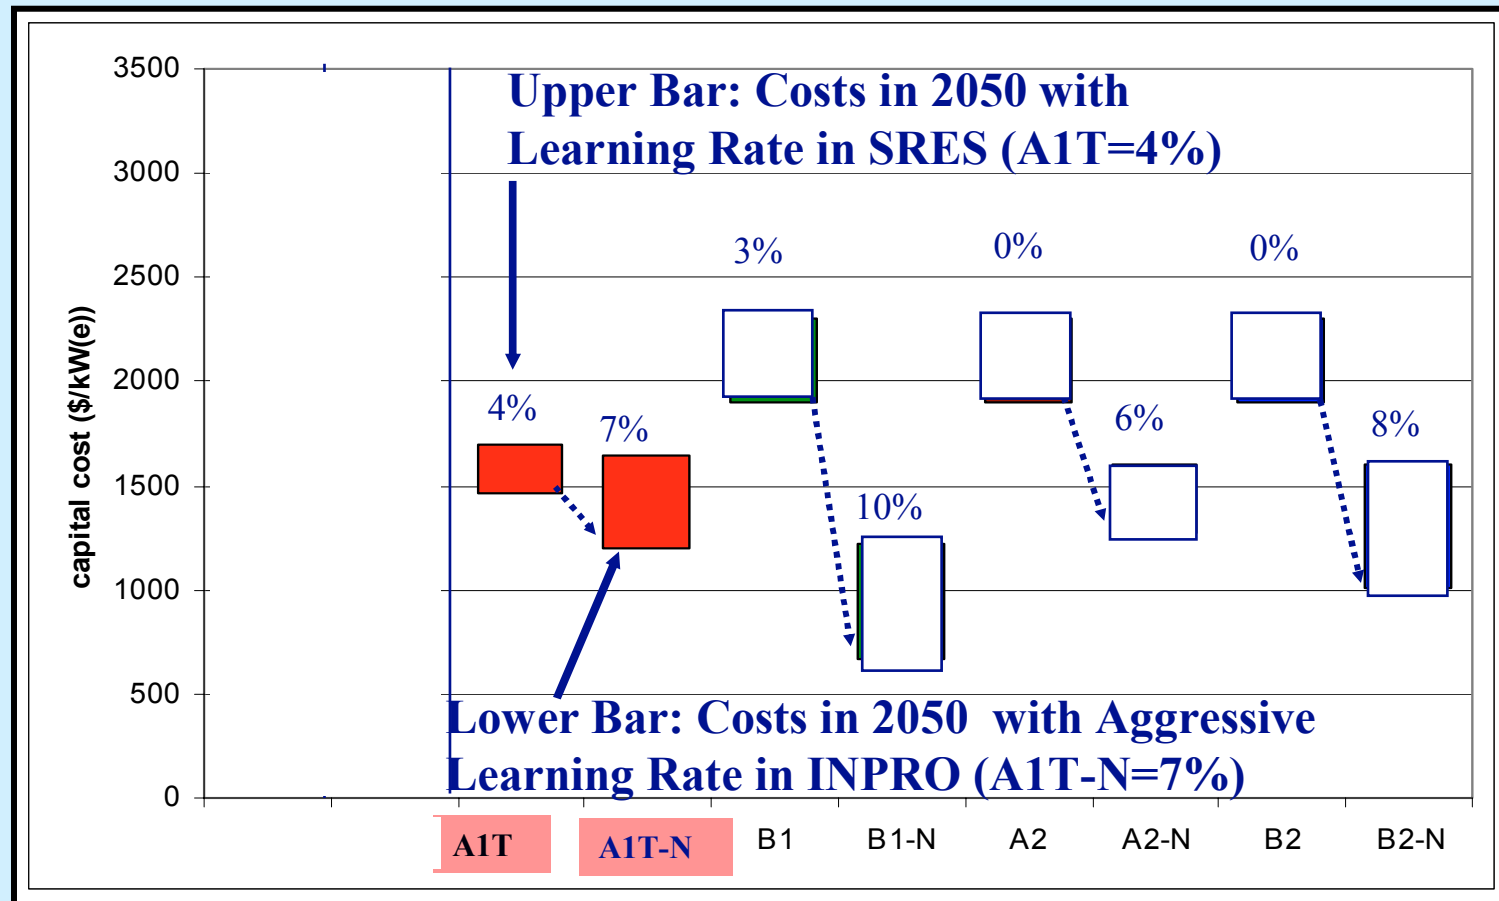 3500
Upper Bar: Costs in 2050 with
Learning Rate in SRES (A1T=4%)
3000
3% 0% 0%
2500
2000
4% 7% 6% 8%
1500
10%
1000
500
Lower Bar: Costs in 2050 with Aggressive
Learning Rate in INPRO (A1T-N=7%)
0
capital cost ($/kW(e))
A1T A1T-N B1 B1-N A2 A2-N B2 B2-N